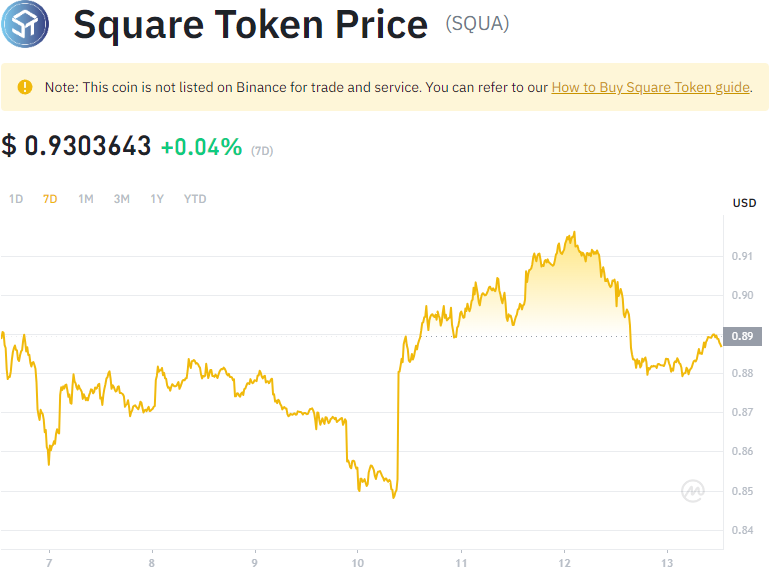 Square Token Price (SQUA)
Note: This coin is not listed on Binance for trade and service. You can refer to our How to Buy Square Token guide.
$ 0.9303643 +0.04% (7D)
1D 7D 1M 3M 1Y YTD
USD
0.91
0.90
0.89
0.88
0.87
0.86
0.85
0.84
7 8 9 10 11 12 13